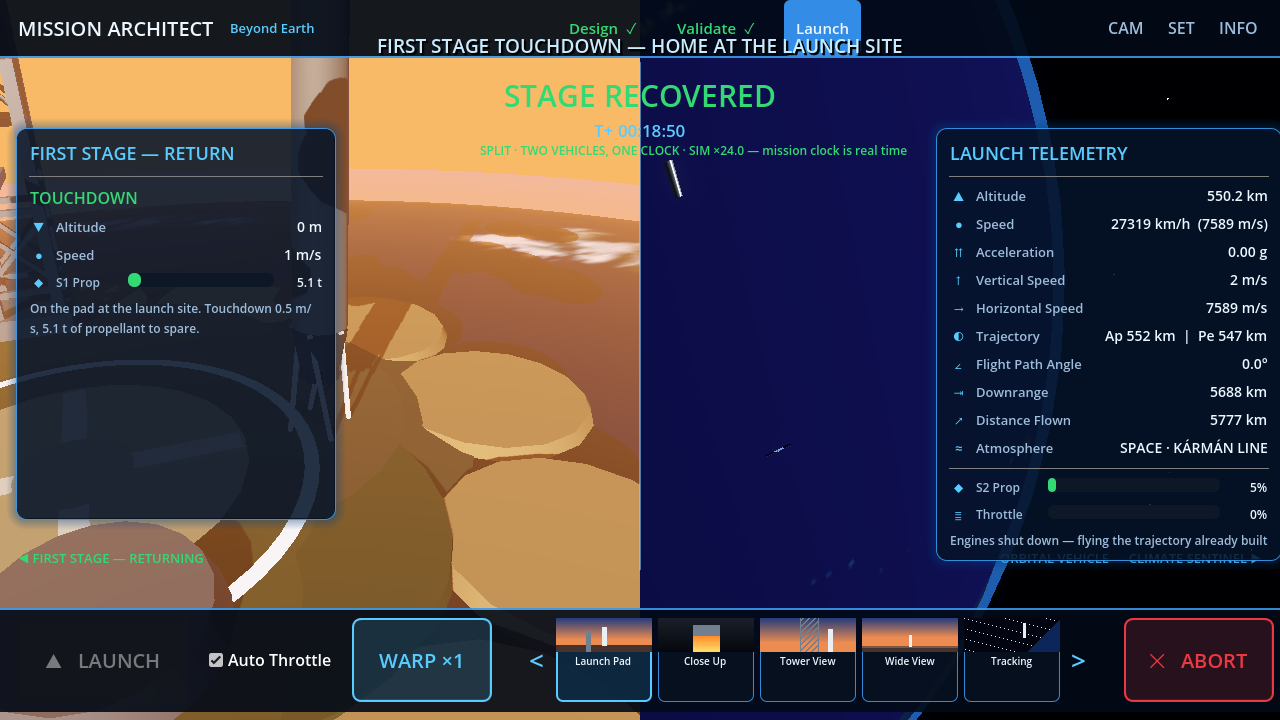 MISSION ARCHITECT
Beyond Earth
Design ✓
Validate ✓
Launch
CAM
SET
INFO
FIRST STAGE TOUCHDOWN — HOME AT THE LAUNCH SITE
STAGE RECOVERED
T+ 00:18:50
SPLIT · TWO VEHICLES, ONE CLOCK · SIM ×24.0 — mission clock is real time
FIRST STAGE — RETURN
TOUCHDOWN
Altitude 0 m
Speed 1 m/s
S1 Prop 5.1 t
On the pad at the launch site. Touchdown 0.5 m/
s, 5.1 t of propellant to spare.
◀ FIRST STAGE — RETURNING
LAUNCH TELEMETRY
Altitude 550.2 km
Speed 27319 km/h (7589 m/s)
Acceleration 0.00 g
Vertical Speed 2 m/s
Horizontal Speed 7589 m/s
Trajectory Ap 552 km | Pe 547 km
Flight Path Angle 0.0°
Downrange 5688 km
Distance Flown 5777 km
Atmosphere SPACE · KÁRMÁN LINE
S2 Prop 5%
Throttle 0%
Engines shut down — flying the trajectory already built
ORBITAL VEHICLE — CLIMATE SENTINEL ▶
▲ LAUNCH
Auto Throttle
WARP ×1
<
Launch Pad
Close Up
Tower View
Wide View
Tracking
>
ABORT